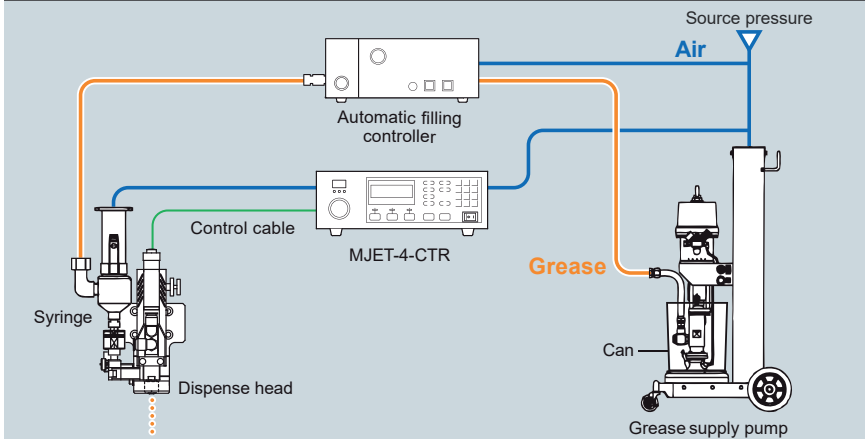 Source pressure
Air
Automatic filling
controller
Control cable
MJET-4-CTR
Grease
Syringe
Can
Dispense head
Grease supply pump